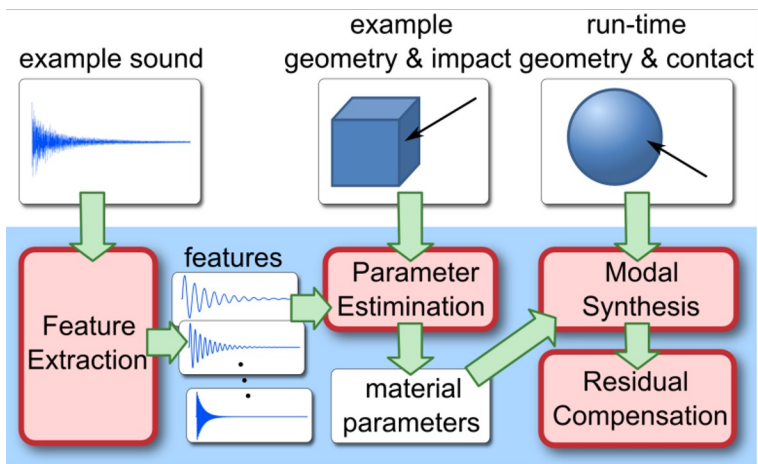 example sound
example
geometry & impact
run-time
geometry & contact
Feature
Extraction
features
Parameter
Estimination
material
parameters
Modal
Synthesis
Residual
Compensation